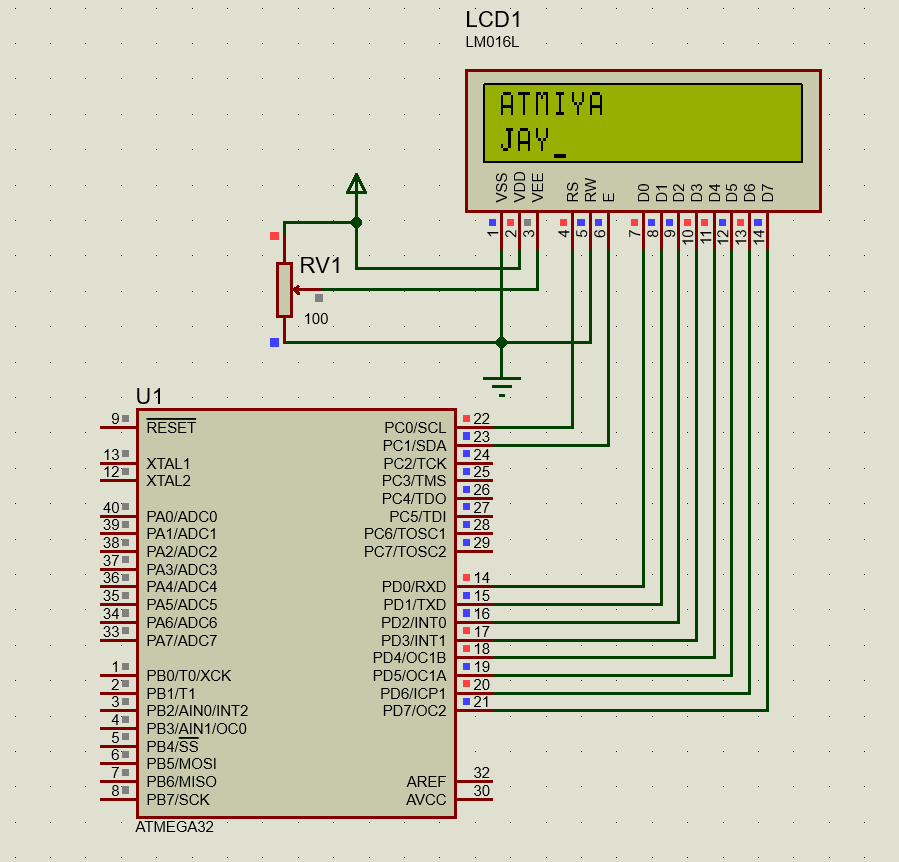 LCD1
LM016L
ATMIYA
JAY_
VSS VDD VEE RS RW E D0 D1 D2 D3 D4 D5 D6 D7
1 2 3 4 5 6 7 8 9 10 11 12 13 14
RV1
100
U1
9 RESET PC0/SCL 22
PC1/SDA 23
13 XTAL1 PC2/TCK 24
12 XTAL2 PC3/TMS 25
PC4/TDO 26
40 PA0/ADC0 PC5/TDI 27
39 PA1/ADC1 PC6/TOSC1 28
38 PA2/ADC2 PC7/TOSC2 29
37 PA3/ADC3
36 PA4/ADC4 PD0/RXD 14
35 PA5/ADC5 PD1/TXD 15
34 PA6/ADC6 PD2/INT0 16
33 PA7/ADC7 PD3/INT1 17
PD4/OC1B 18
1 PB0/T0/XCK PD5/OC1A 19
2 PB1/T1 PD6/ICP1 20
3 PB2/AIN0/INT2 PD7/OC2 21
4 PB3/AIN1/OC0
5 PB4/SS
6 PB5/MOSI
7 PB6/MISO AREF 32
8 PB7/SCK AVCC 30
ATMEGA32